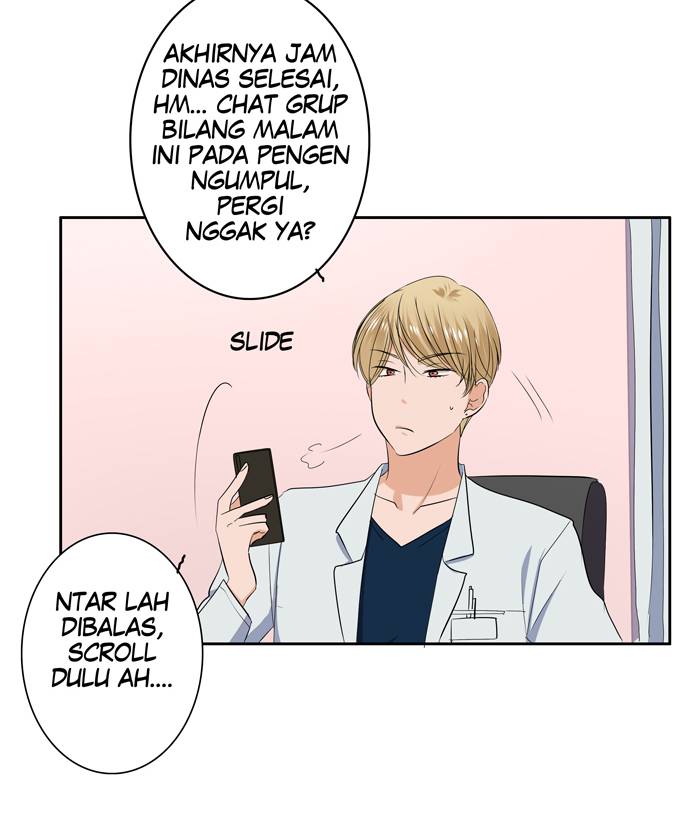 AKHIRNYA JAM
DINAS SELESAI,
HM... CHAT GRUP
BILANG MALAM
INI PADA PENGEN
NGUMPUL,
PERGI
NGGAK YA?
SLIDE
NTAR LAH
DIBALAS,
SCROLL
DULU AH....